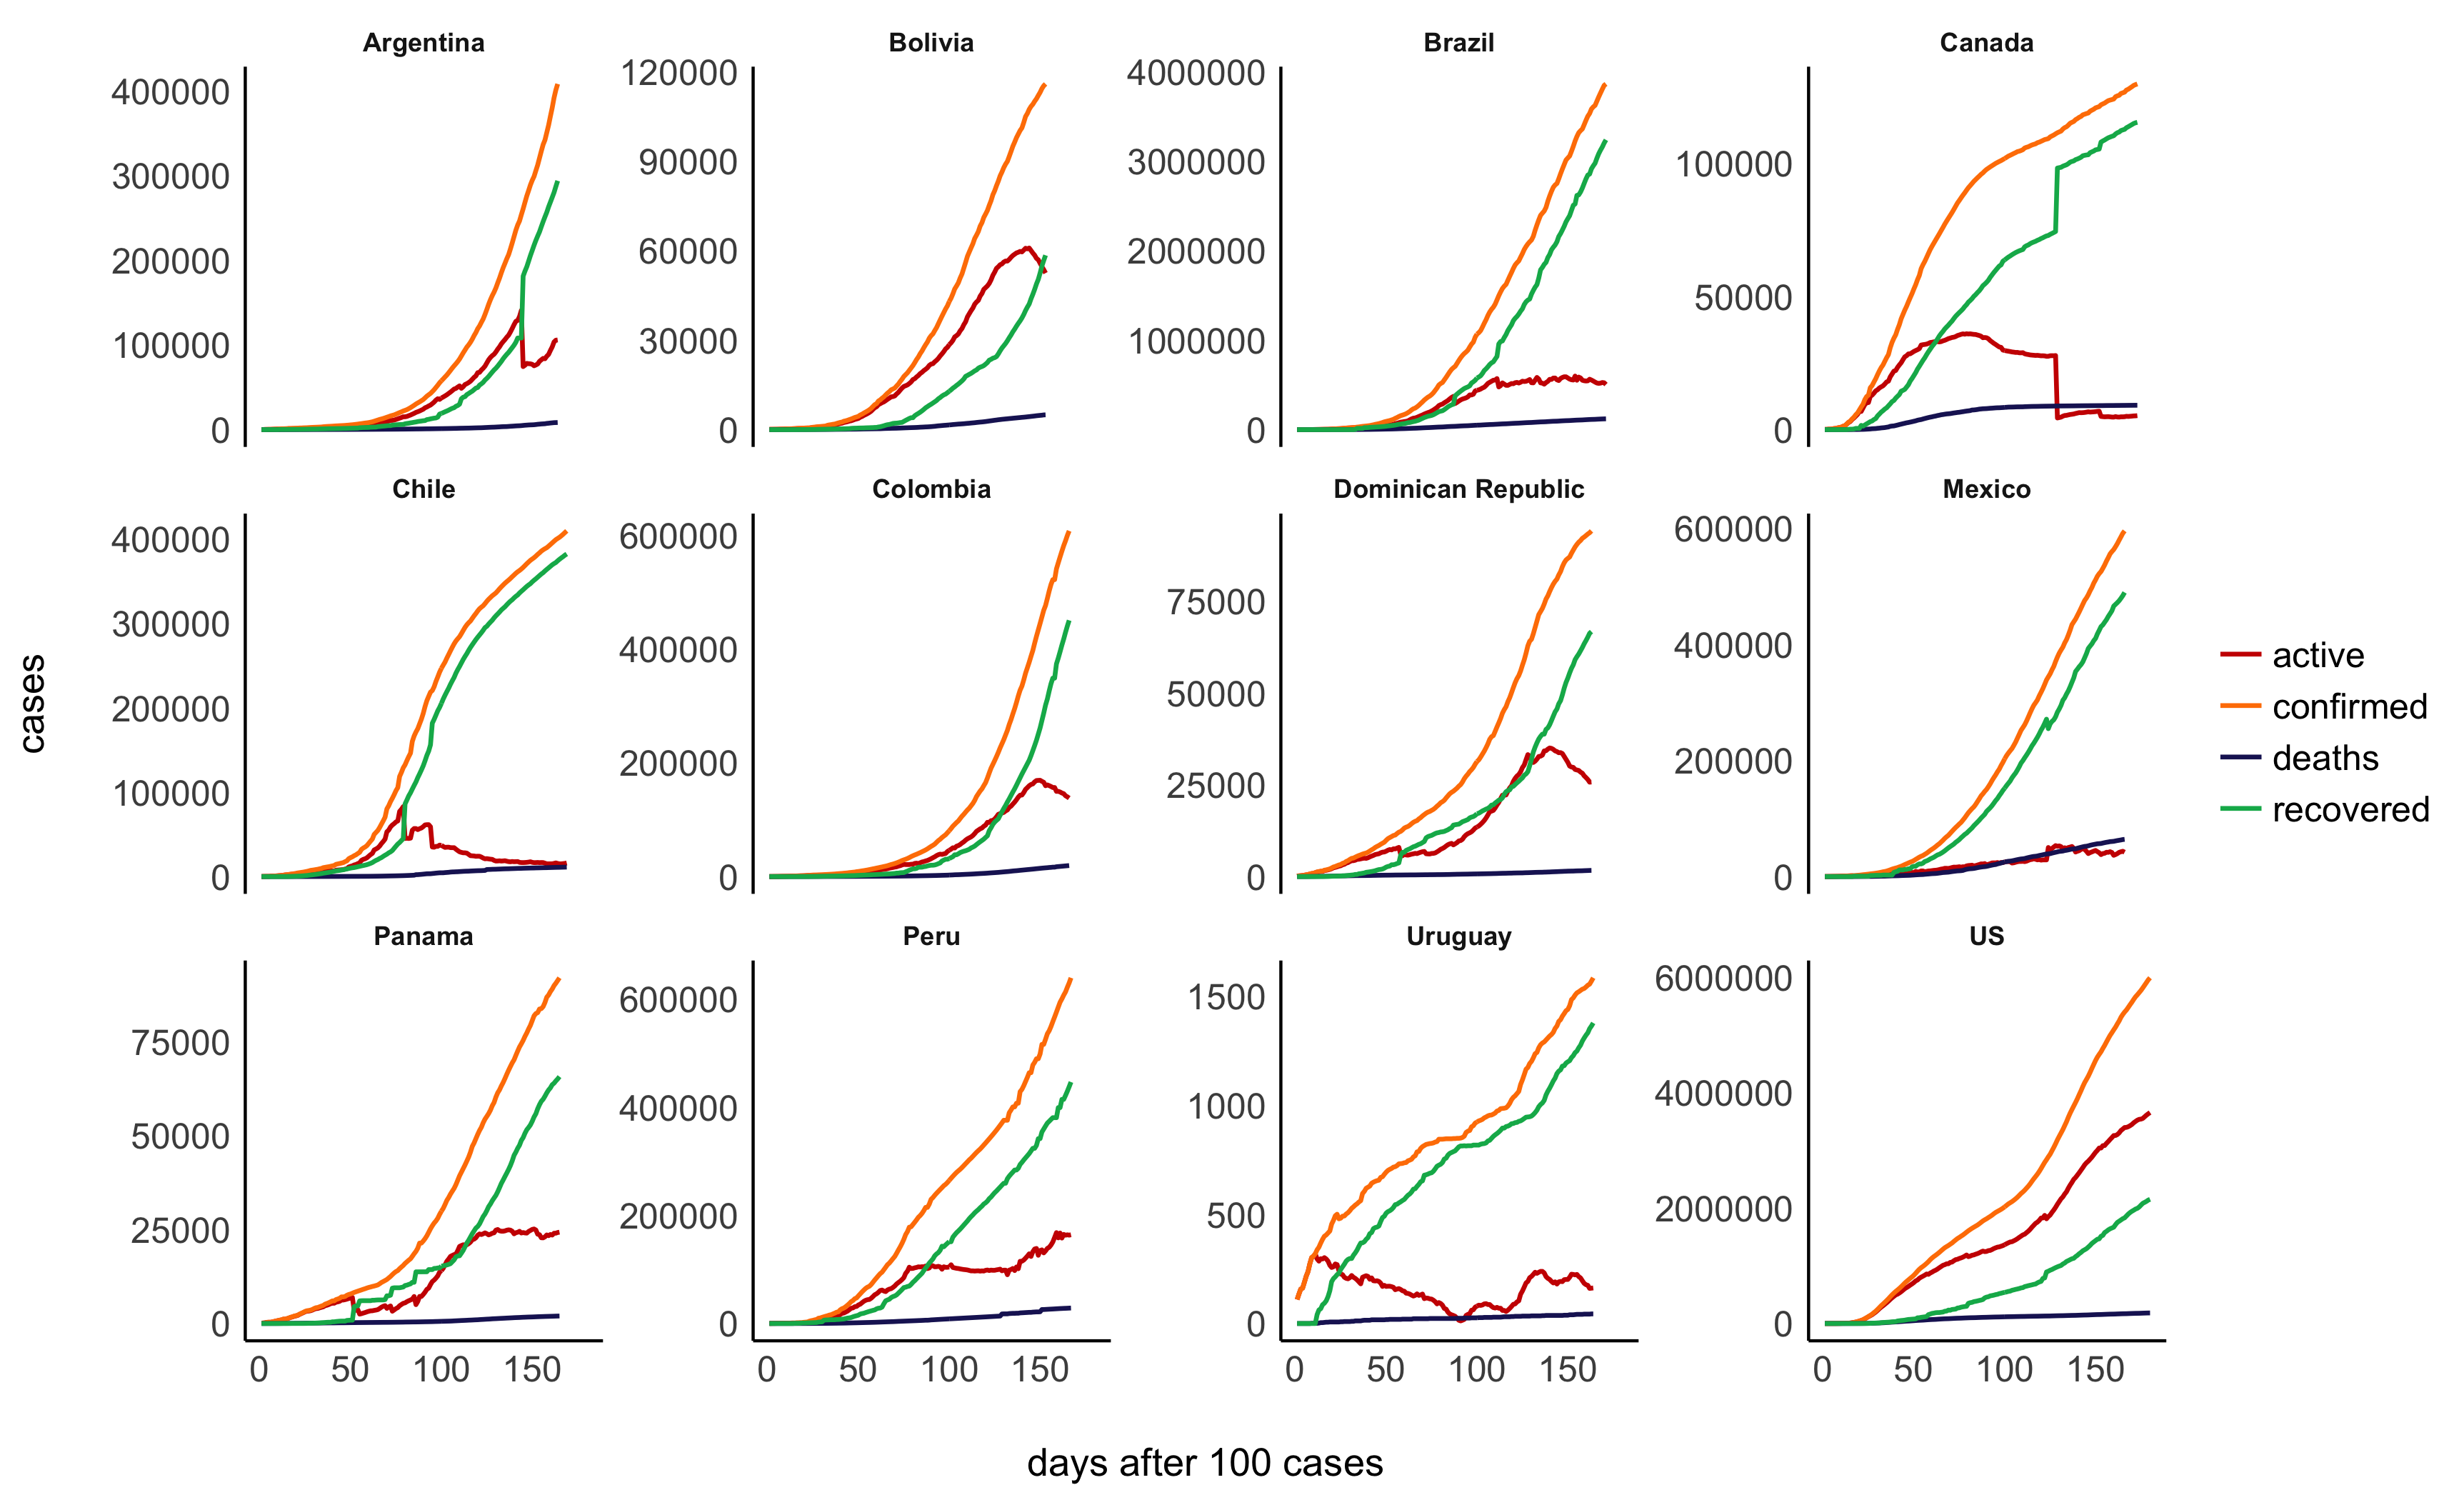 Argentina
Bolivia
Brazil
Canada
400000
300000
200000
100000
0
120000
90000
60000
30000
0
4000000
3000000
2000000
1000000
0
100000
50000
0
Chile
Colombia
Dominican Republic
Mexico
400000
300000
200000
100000
0
600000
400000
200000
0
75000
50000
25000
0
600000
400000
200000
0
Panama
Peru
Uruguay
US
75000
50000
25000
0
600000
400000
200000
0
1500
1000
500
0
6000000
4000000
2000000
0
0 50 100 150
0 50 100 150
0 50 100 150
0 50 100 150
cases
days after 100 cases
active
confirmed
deaths
recovered